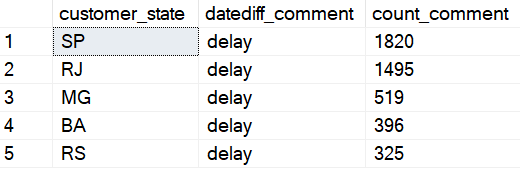 customer_state datediff_comment count_comment
1 SP delay 1820
2 RJ delay 1495
3 MG delay 519
4 BA delay 396
5 RS delay 325